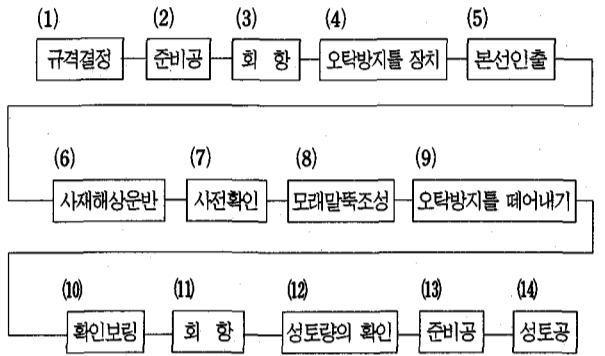 (1) (2) (3) (4) (5)
규격결정 준비공 회 항 오탁방지틀 장치 본선인출
(6) (7) (8) (9)
사재해상운반 사전확인 모래말뚝조성 오탁방지틀 떼어내기
(10) (11) (12) (13) (14)
확인보링 회 항 성토량의 확인 준비공 성토공